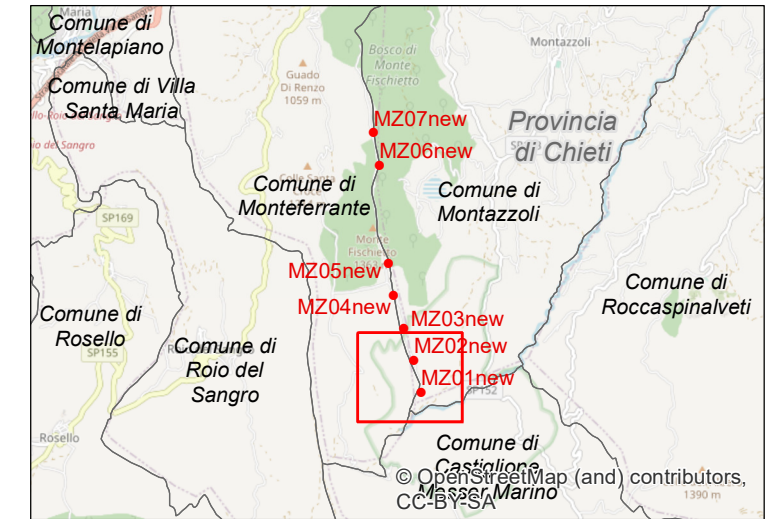 Maria
Comune di
Montelapiano
Comune di Villa
Santa Maria
Bosco di
Monte
Fischietto
Montazzoli
Guado
Di Renzo
1059 m
MZ07new
Provincia
di Chieti
MZ06new
Comune di
Monteferrante
Comune di
Montazzoli
SP169
Monte
Fischietto
MZ05new
MZ04new
Comune di
Roccaspinalveti
Comune di
Rosello
SP155
Comune di
Roio del
Sangro
MZ03new
MZ02new
MZ01new
SP152
Rosello
Comune di
Castiglione
Messer Marino
© OpenStreetMap (and) contributors,
CC-BY-SA
1390 m